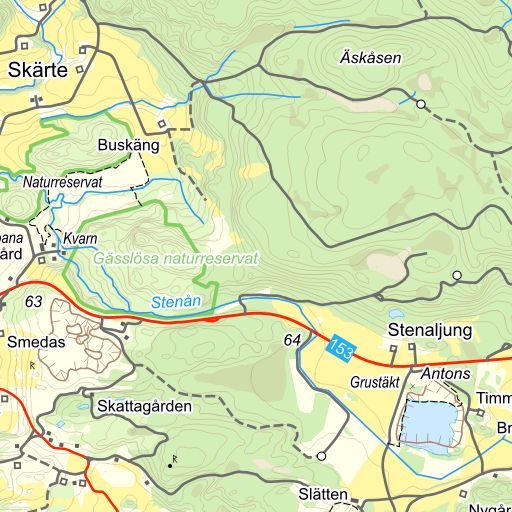 Äskåsen
Skärte
Buskäng
Naturreservat
Kvarn
Gässlösa naturreservat
Stenån
63
Smedas
64
153
Stenaljung
Grustäkt
Antons
Skattagården
R
R
Slätten